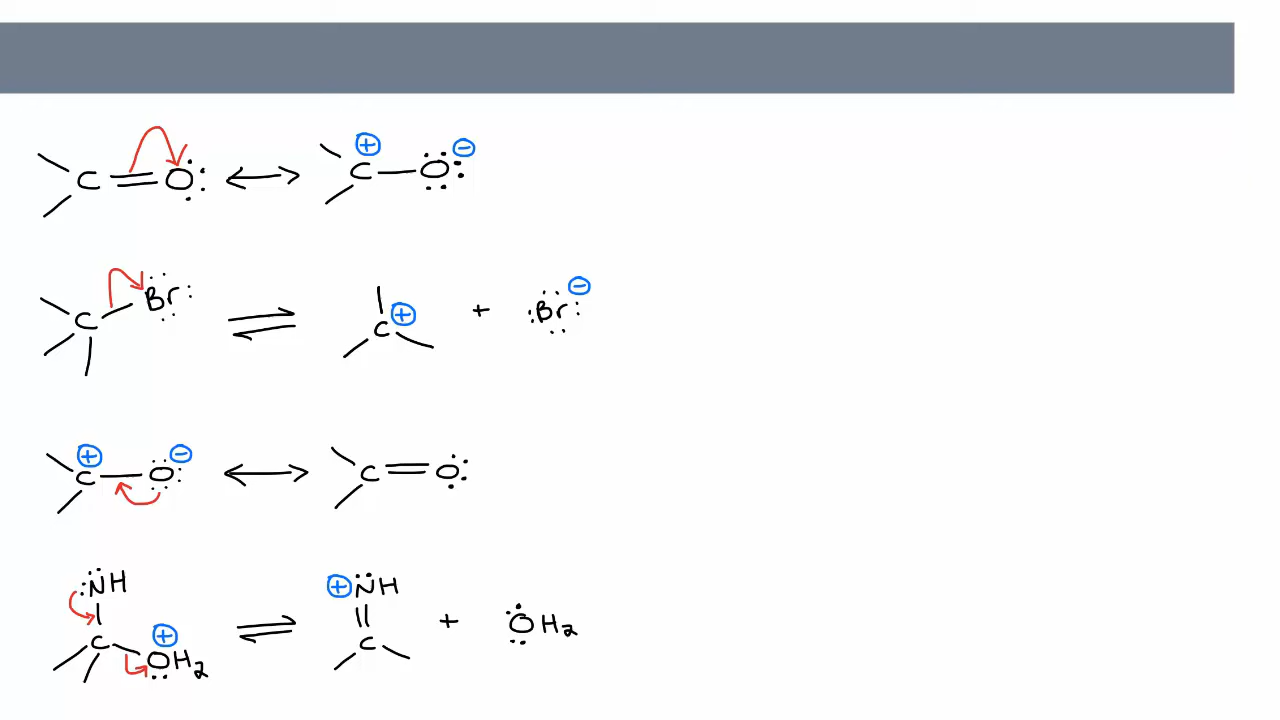 C = O ↔ ⊕ C — O ⊖
C — Br ⇌ C ⊕ + Br ⊖
⊕ C — O ⊖ ↔ C = O
NH ⊕ NH
C OH2 ⊕ ⇌ C + OH2